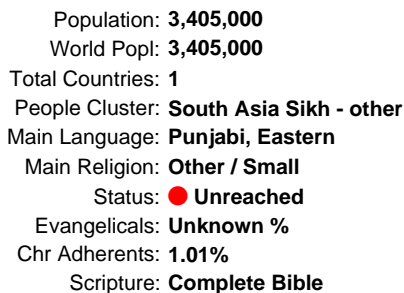 Population: 3,405,000
World Popl: 3,405,000
Total Countries: 1
People Cluster: South Asia Sikh - other
Main Language: Punjabi, Eastern
Main Religion: Other / Small
Status: Unreached
Evangelicals: Unknown %
Chr Adherents: 1.01%
Scripture: Complete Bible